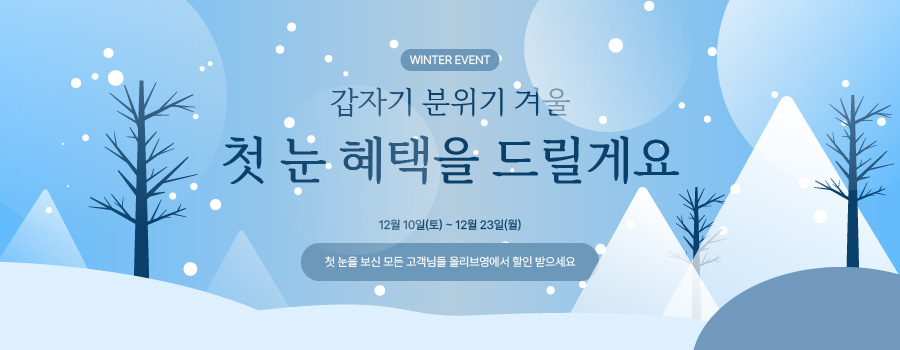 WINTER EVENT
갑자기 분위기 겨울
첫 눈 혜택을 드릴게요
12월 10일(토) ~ 12월 23일(월)
첫 눈을 보신 모든 고객님들 올리브영에서 할인 받으세요